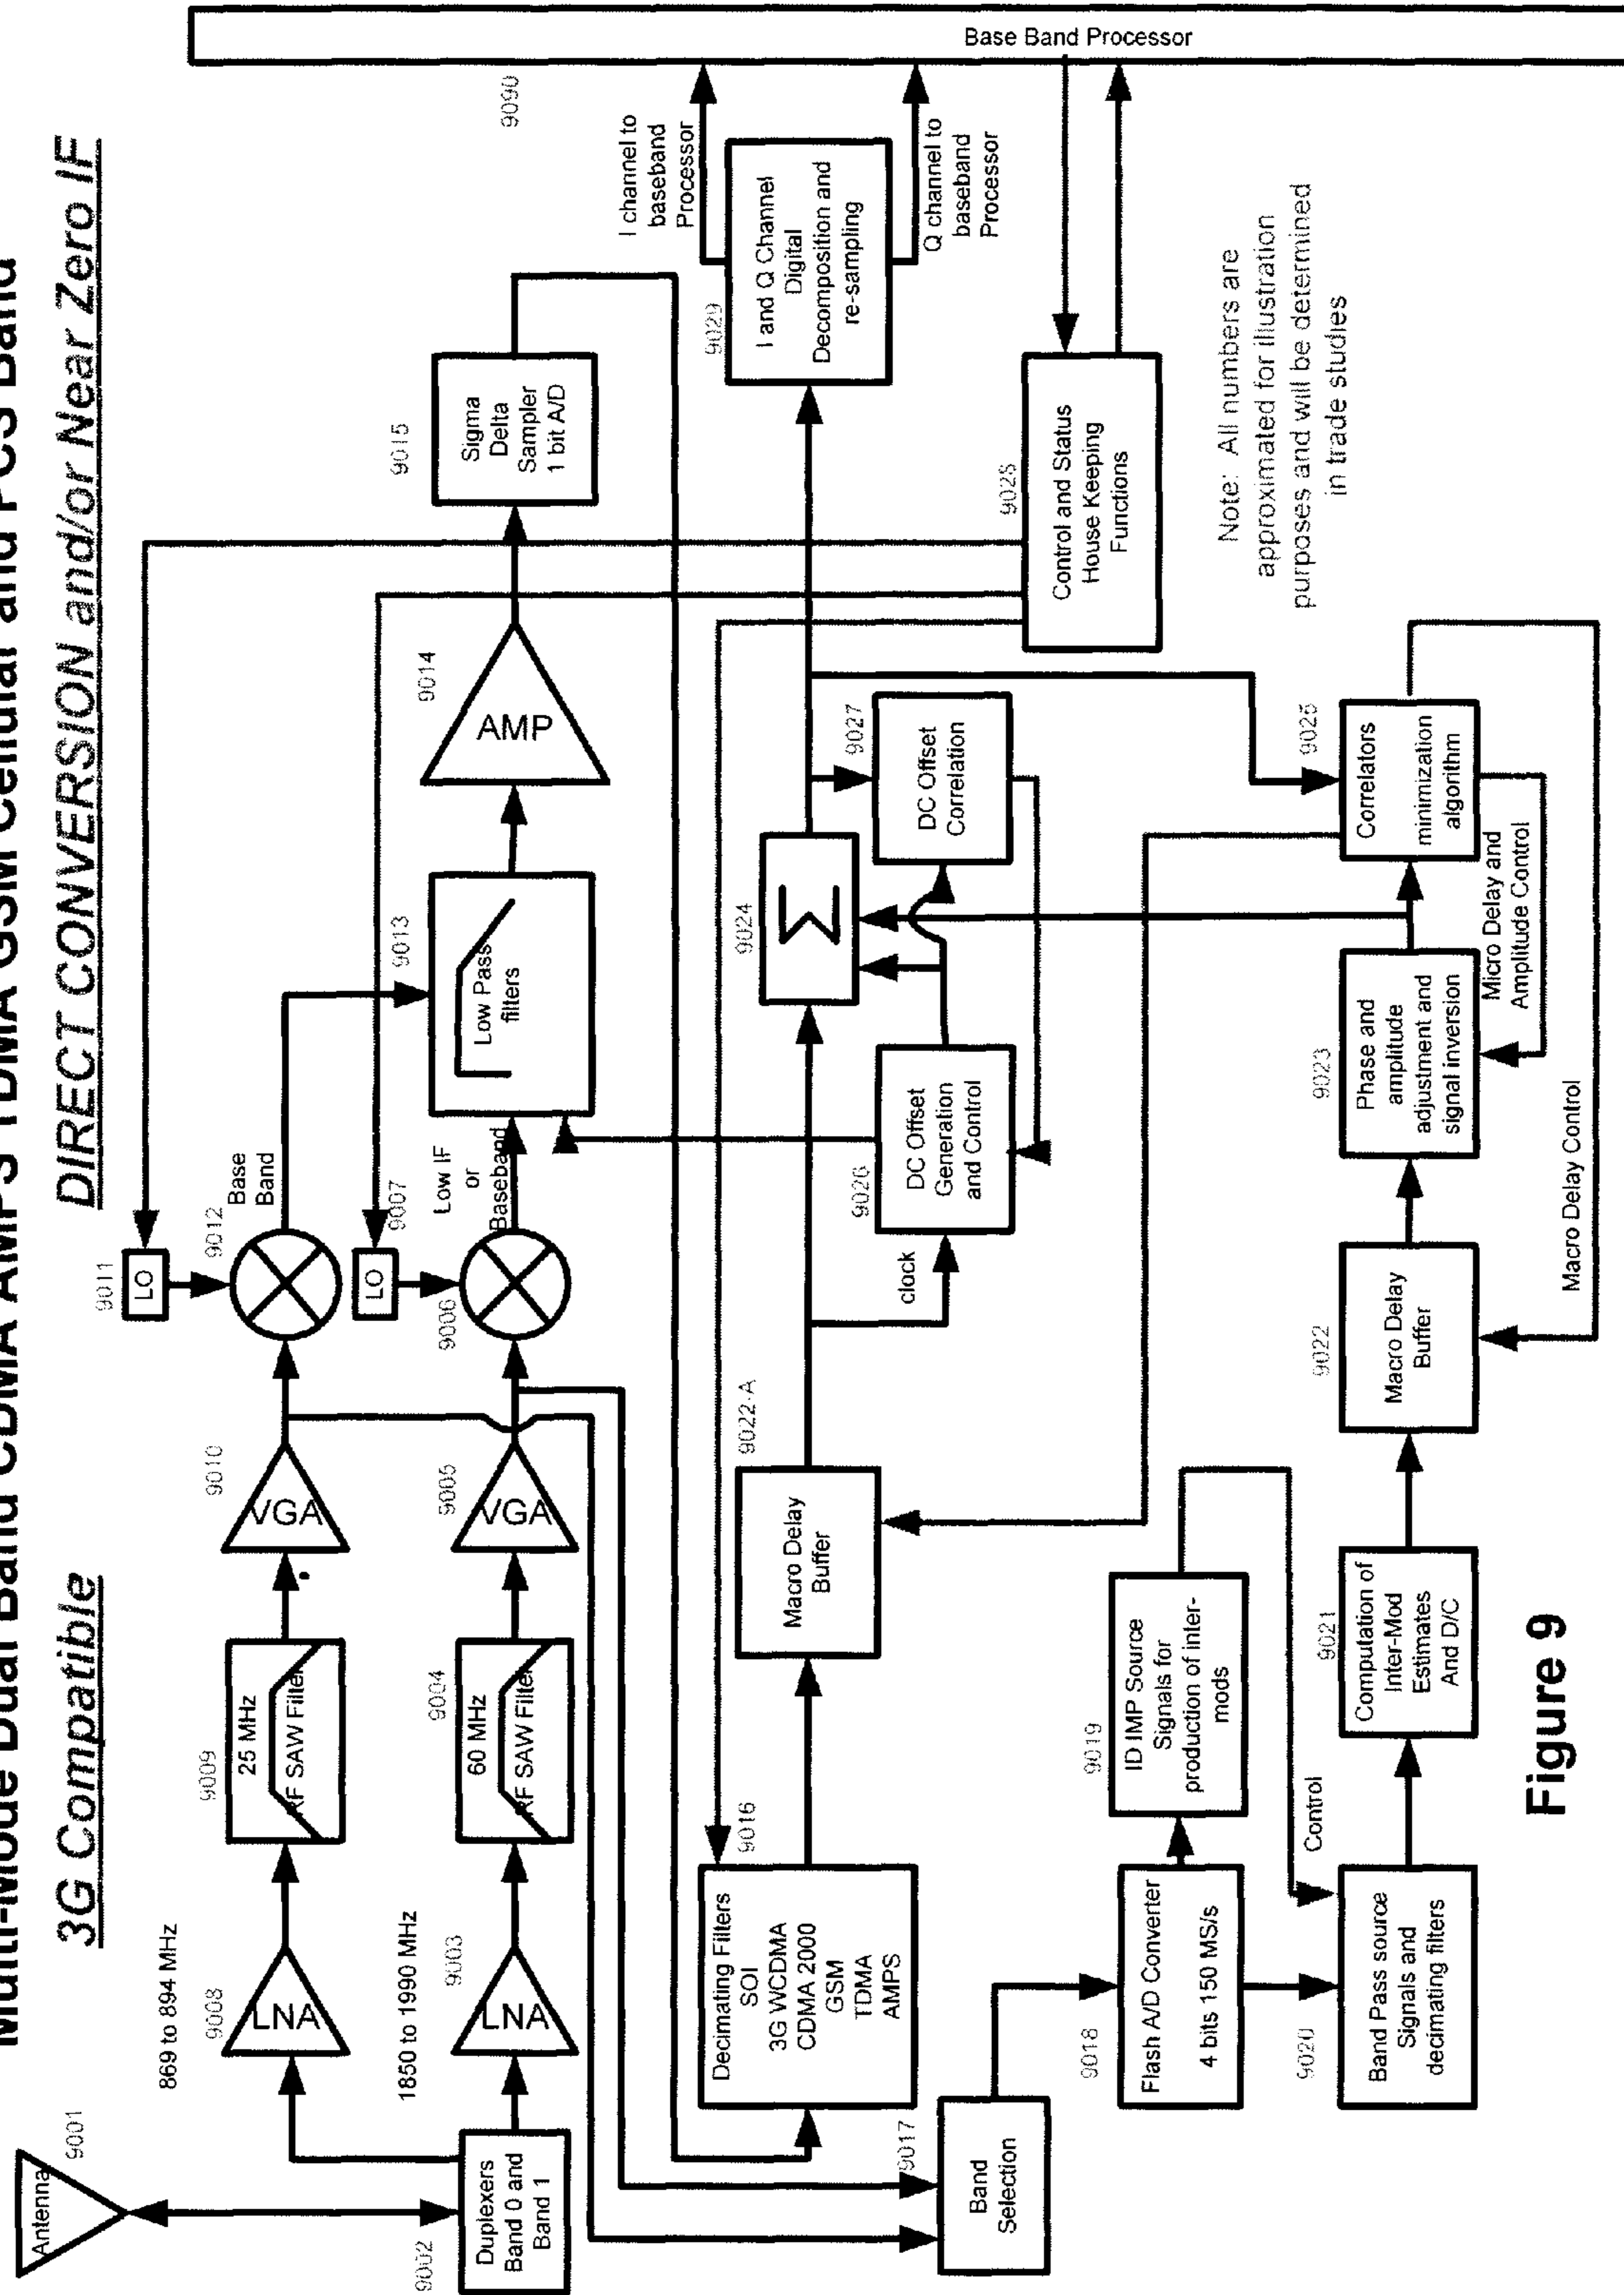 Multi-Mode Dual Band CDMA AMPS TDMA GSM Cellular and PCS Band
3G Compatible
DIRECT CONVERSION and/or Near Zero IF
Antenna
9001
9002
Duplexers
Band 0 and
Band 1
869 to 894 MHz
9008
LNA
9009
25 MHz
RF SAW Filter
9010
VGA
9011
LO
9012
Base
Band
1850 to 1990 MHz
9003
LNA
9004
60 MHz
RF SAW Filter
9005
VGA
9006
LO
9007
Low IF
or
Baseband
9013
Low Pass
filters
9014
AMP
9015
Sigma
Delta
Sampler
1 bit A/D
9090
Base Band Processor
9016
Decimating Filters
SOI
3G WCDMA
CDMA 2000
GSM
TDMA
AMPS
9022-A
Macro Delay
Buffer
clock
9026
DC Offset
Generation
and Control
9024
Σ
9027
DC Offset
Correlation
9029
I and Q Channel
Digital
Decomposition and
re-sampling
I channel to
baseband
Processor
Q channel to
baseband
Processor
9028
Control and Status
House Keeping
Functions
9017
Band
Selection
9018
Flash A/D Converter
4 bits 150 MS/s
9019
ID IMP Source
Signals for
production of inter-
mods
Control
9020
Band Pass source
Signals and
decimating filters
9021
Computation of
Inter-Mod
Estimates
And D/C
9022
Macro Delay
Buffer
9023
Phase and
amplitude
adjustment and
signal inversion
9025
Correlators
minimization
algorithm
Micro Delay and
Amplitude Control
Macro Delay Control
Note: All numbers are
approximated for illustration
purposes and will be determined
in trade studies
Figure 9